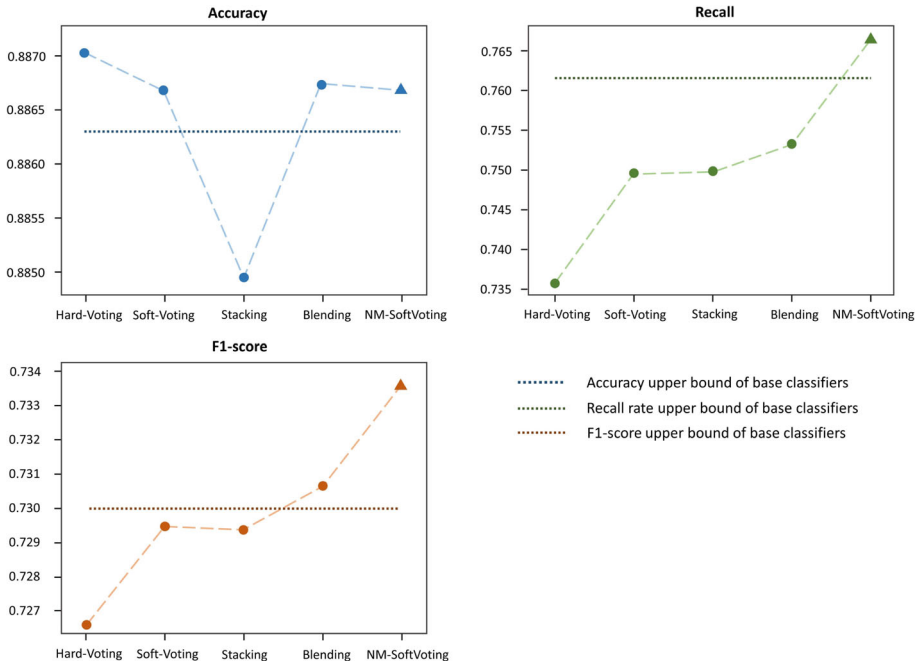 Accuracy
0.8870
0.8865
0.8860
0.8855
0.8850
Hard-Voting Soft-Voting Stacking Blending NM-SoftVoting
Recall
0.765
0.760
0.755
0.750
0.745
0.740
0.735
Hard-Voting Soft-Voting Stacking Blending NM-SoftVoting
F1-score
0.734
0.733
0.732
0.731
0.730
0.729
0.728
0.727
Hard-Voting Soft-Voting Stacking Blending NM-SoftVoting
Accuracy upper bound of base classifiers
Recall rate upper bound of base classifiers
F1-score upper bound of base classifiers